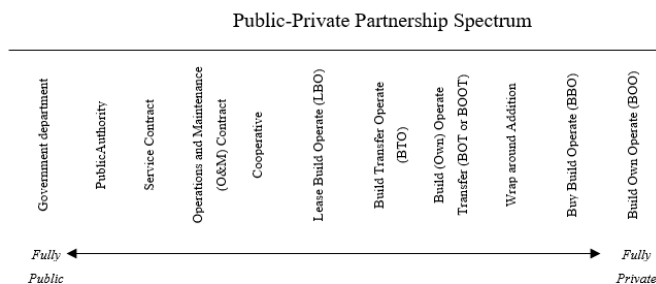 Public-Private Partnership Spectrum
Government department
PublicAuthority
Service Contract
Operations and Maintenance
(O&M) Contract
Cooperative
Lease Build Operate (LBO)
Build Transfer Operate
(BTO)
Build (Own) Operate
Transfer (BOT or BOOT)
Wrap around Addition
Buy Build Operate (BBO)
Build Own Operate (BOO)
Fully
Public
Fully
Private